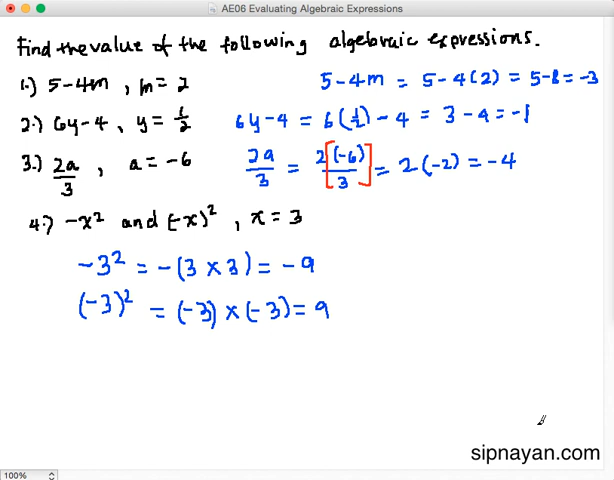 AE06 Evaluating Algebraic Expressions
Find the value of the following algebraic expressions.
1.) 5-4m, m = 2 5-4m = 5-4(2) = 5-8 = -3
2.) 6y-4, y = 1/2 6y-4 = 6(1/2) - 4 = 3 - 4 = -1
3.) 2a/3, a = -6 2a/3 = 2[(-6)/3] = 2(-2) = -4
4.) -x² and (-x)², x = 3
-3² = -(3 × 3) = -9
(-3)² = (-3) × (-3) = 9
sipnayan.com
100%